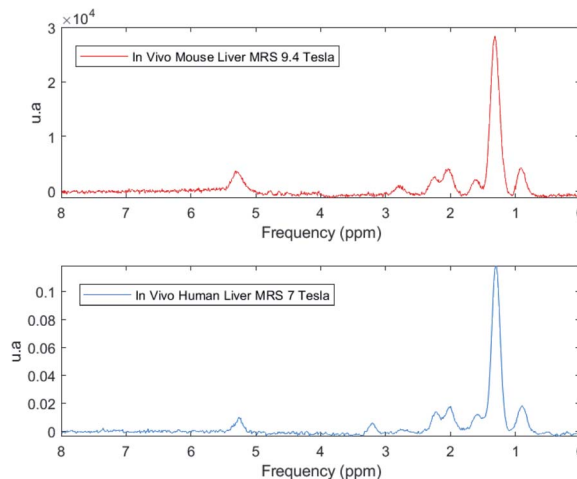 ×10⁴
3
In Vivo Mouse Liver MRS 9.4 Tesla
2
u.a
1
0
8 7 6 5 4 3 2 1 0
Frequency (ppm)
0.1
In Vivo Human Liver MRS 7 Tesla
0.08
u.a
0.06
0.04
0.02
0
8 7 6 5 4 3 2 1 0
Frequency (ppm)